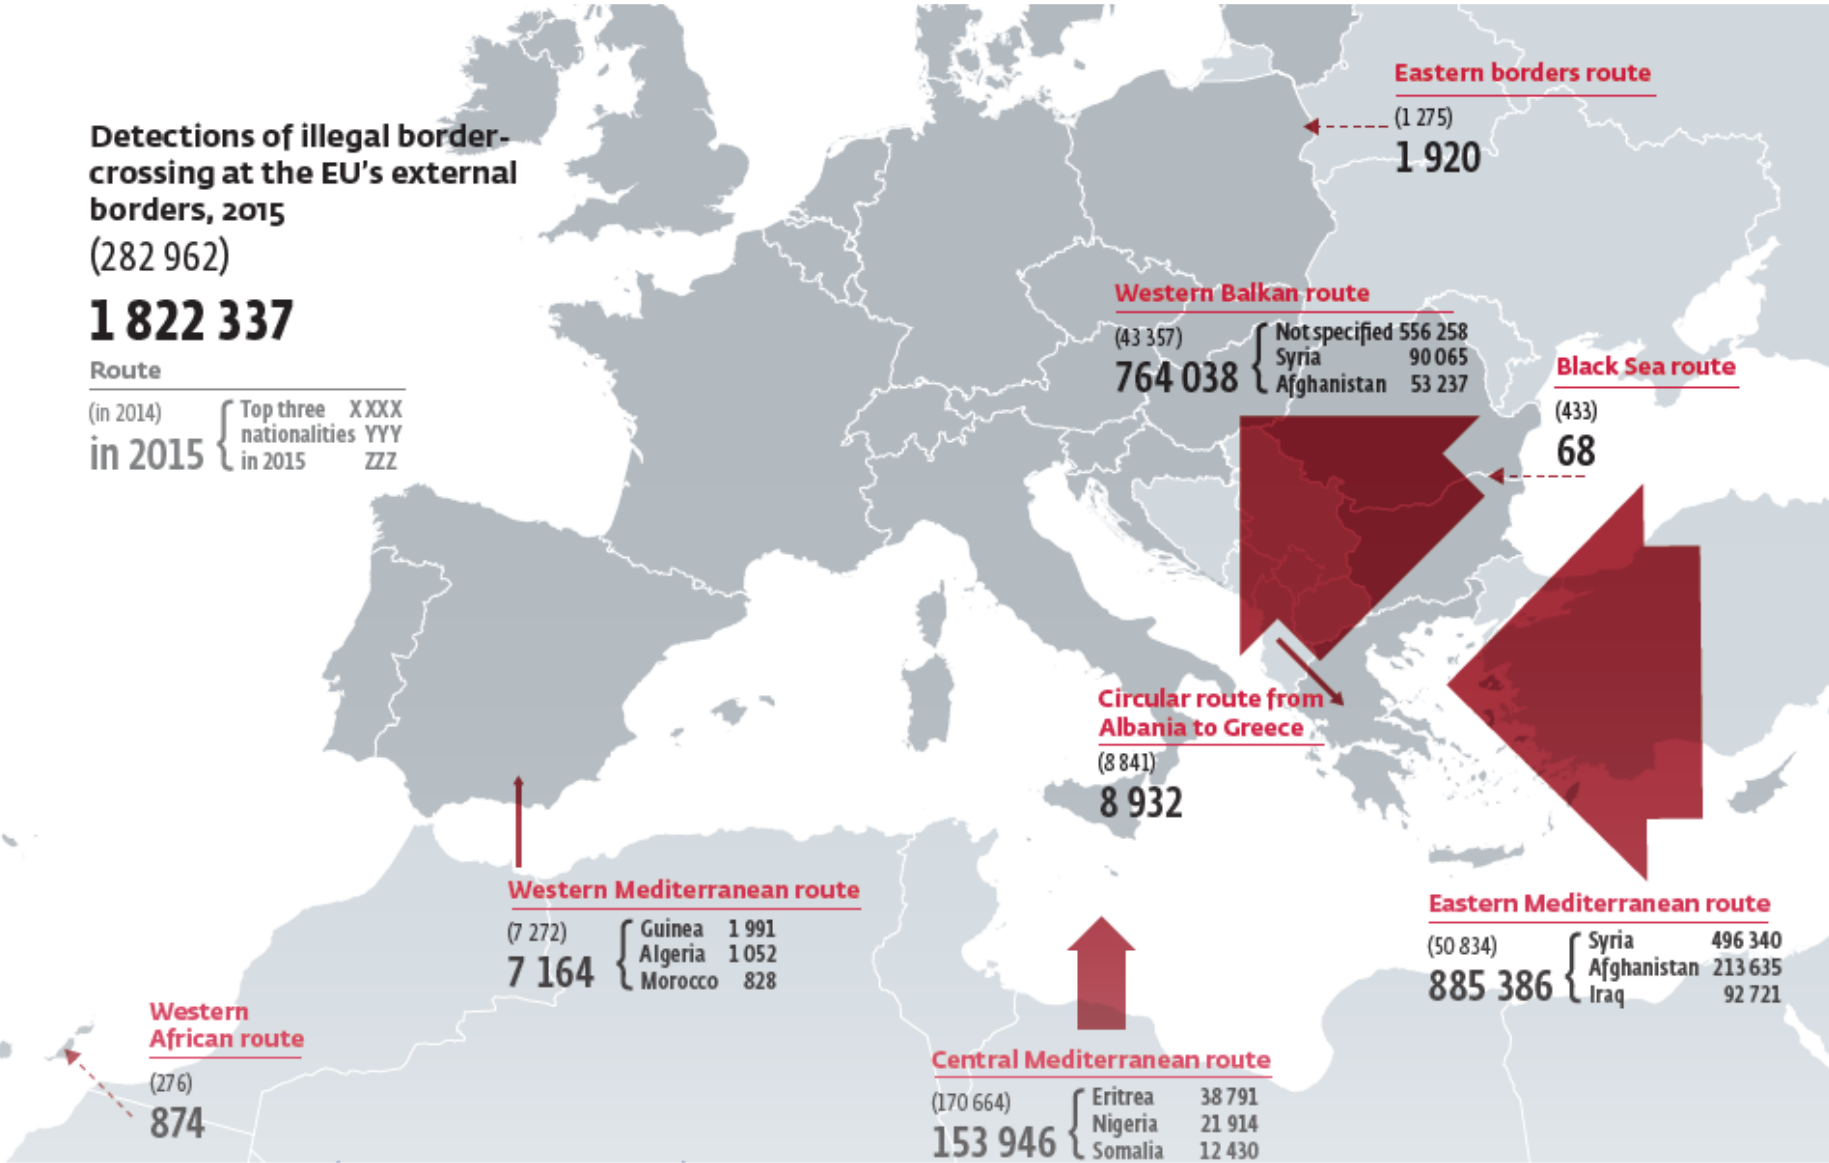 Detections of illegal border-
crossing at the EU's external
borders, 2015
(282 962)
1 822 337
Route
(in 2014)
in 2015
Top three XXXX
nationalities YYY
in 2015 ZZZ
Eastern borders route
(1 275)
1 920
Western Balkan route
(43 357)
764 038
Not specified 556 258
Syria 90 065
Afghanistan 53 237
Black Sea route
(433)
68
Circular route from
Albania to Greece
(8 841)
8 932
Western Mediterranean route
(7 272)
7 164
Guinea 1 991
Algeria 1 052
Morocco 828
Eastern Mediterranean route
(50 834)
885 386
Syria 496 340
Afghanistan 213 635
Iraq 92 721
Western
African route
(276)
874
Central Mediterranean route
(170 664)
153 946
Eritrea 38 791
Nigeria 21 914
Somalia 12 430